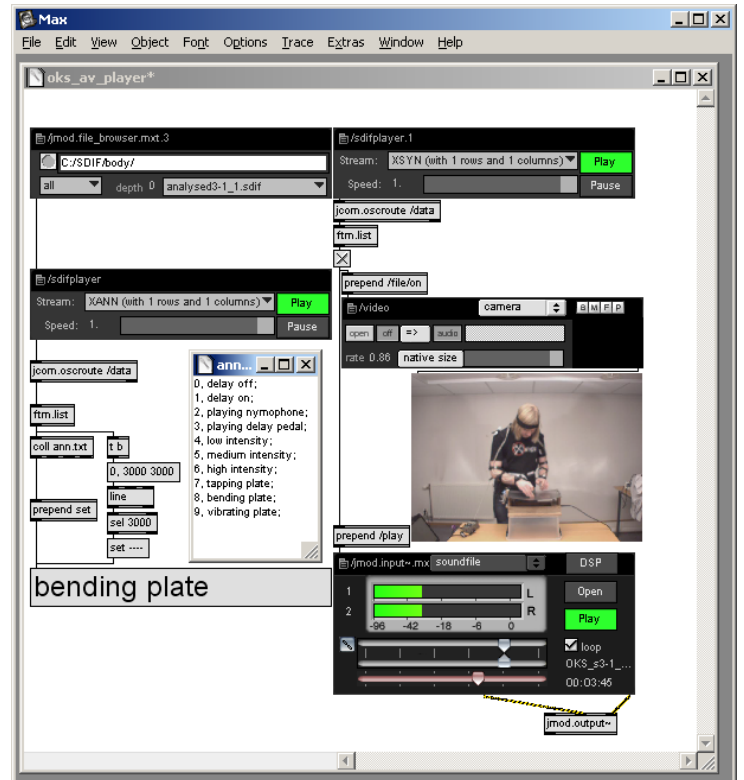 Max
File Edit View Object Font Options Trace Extras Window Help
oks_av_player*
/jmod.file_browser.mxt.3
C:/SDIF/body/
all depth 0 analysed3-1_1.sdif
/sdifplayer.1
Stream: XSYN (with 1 rows and 1 columns) Play
Speed: 1. Pause
jcom.oscroute /data
ftm.list
prepend /file/on
/sdifplayer
Stream: XANN (with 1 rows and 1 columns) Play
Speed: 1. Pause
/video camera B M F P
open off => audio
rate 0.86 native size
jcom.oscroute /data
ftm.list
coll ann.txt t b
0, 3000 3000
line
prepend set
sel 3000
set ----
bending plate
ann...
0, delay off;
1, delay on;
2, playing nymophone;
3, playing delay pedal;
4, low intensity;
5, medium intensity;
6, high intensity;
7, tapping plate;
8, bending plate;
9, vibrating plate;
prepend /play
/jmod.input~.mx soundfile DSP
1 L Open
2 R Play
-96 -42 -18 -6 0
loop
OKS_s3-1_...
00:03:45
jmod.output~